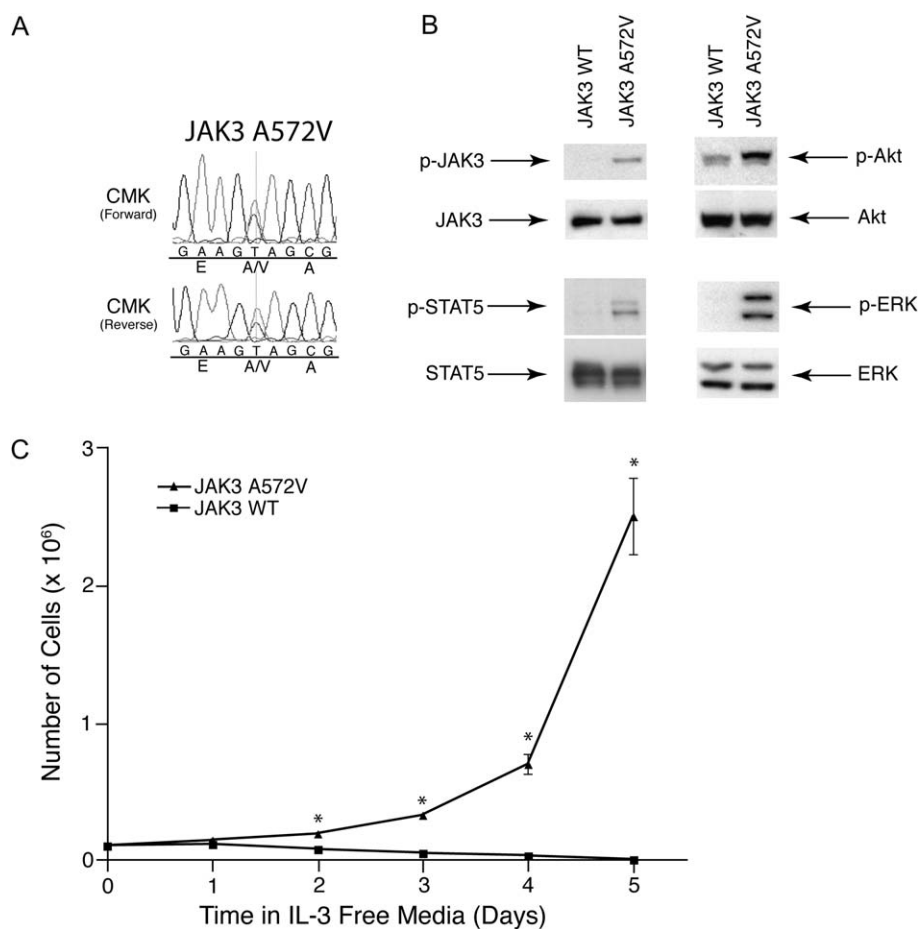 A
JAK3 A572V
CMK
(Forward)
G A A G T A G C G
E A/V A
CMK
(Reverse)
G A A G T A G C G
E A/V A
B
JAK3 WT
JAK3 A572V
JAK3 WT
JAK3 A572V
p-JAK3
p-Akt
JAK3
Akt
p-STAT5
p-ERK
STAT5
ERK
C
3
2
1
0
Number of Cells (x 10⁶)
JAK3 A572V
JAK3 WT
*
*
*
*
0 1 2 3 4 5
Time in IL-3 Free Media (Days)